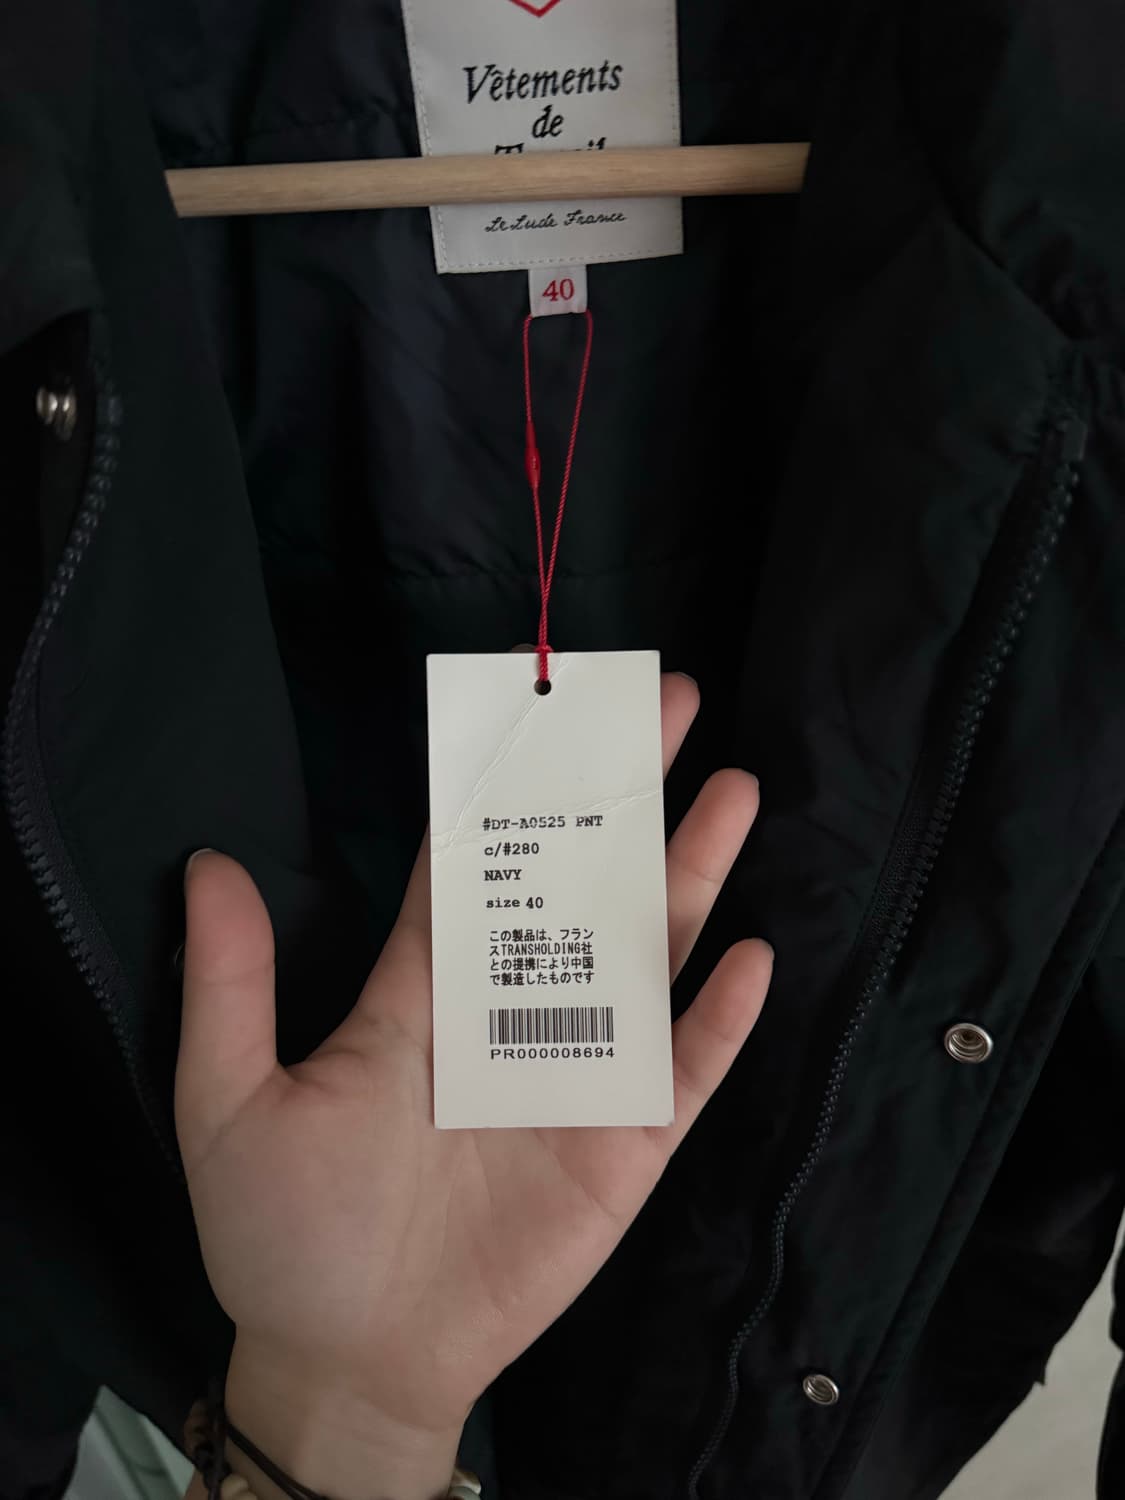 Vêtements
de
Le Lude France
40
#DT-A0525 PNT
c/#280
NAVY
size 40
この製品は、フラン
スTRANSHOLDING社
との提携により中国
で製造したものです
PR000008694